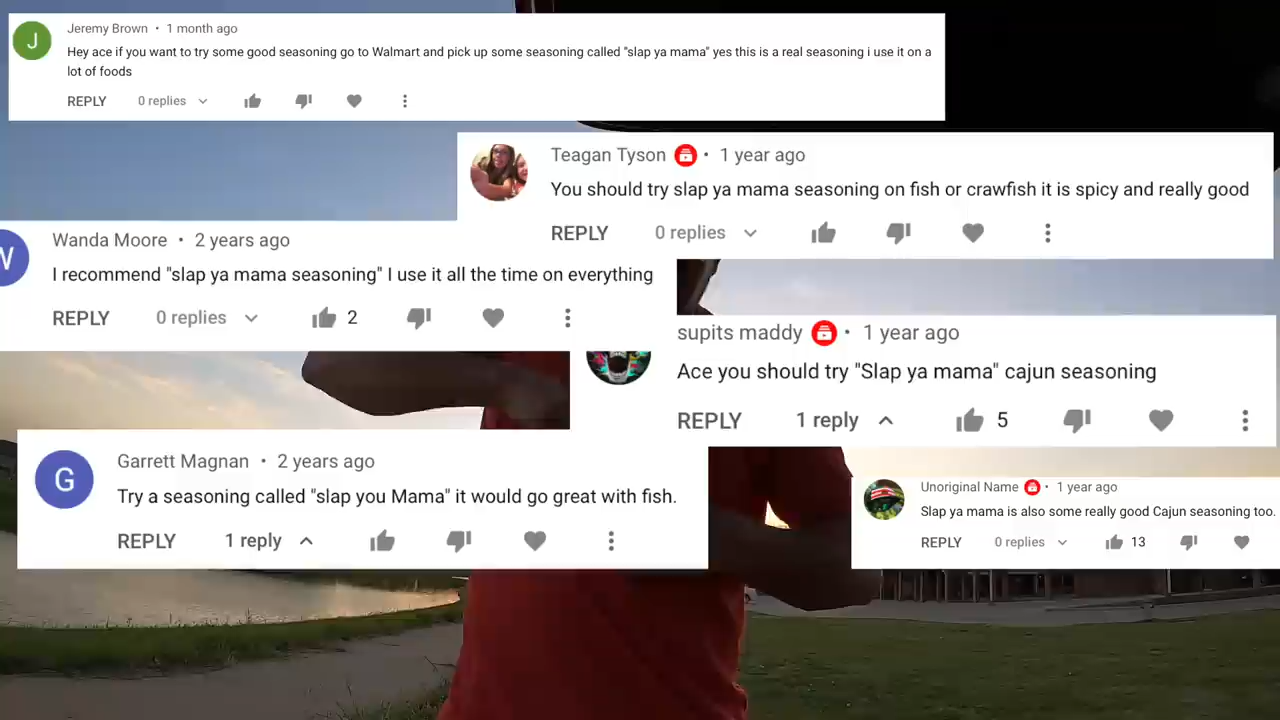 J
Jeremy Brown • 1 month ago
Hey ace if you want to try some good seasoning go to Walmart and pick up some seasoning called "slap ya mama" yes this is a real seasoning i use it on a
lot of foods
REPLY 0 replies
Teagan Tyson • 1 year ago
You should try slap ya mama seasoning on fish or crawfish it is spicy and really good
REPLY 0 replies
W
Wanda Moore • 2 years ago
I recommend "slap ya mama seasoning" I use it all the time on everything
REPLY 0 replies 2
supits maddy • 1 year ago
Ace you should try "Slap ya mama" cajun seasoning
REPLY 1 reply 5
G
Garrett Magnan • 2 years ago
Try a seasoning called "slap you Mama" it would go great with fish.
REPLY 1 reply
Unoriginal Name • 1 year ago
Slap ya mama is also some really good Cajun seasoning too.
REPLY 0 replies 13